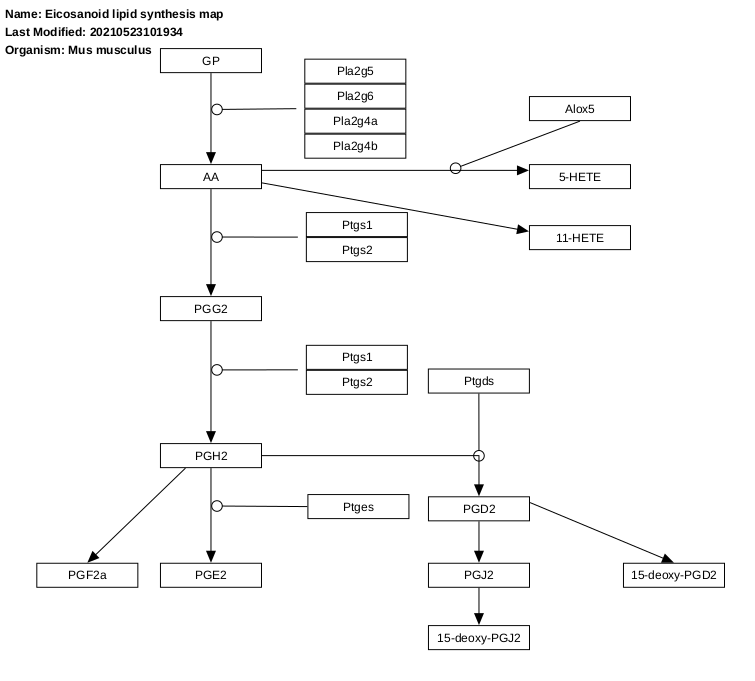 Name: Eicosanoid lipid synthesis map
Last Modified: 20210523101934
Organism: Mus musculus
GP
Pla2g5
Pla2g6
Pla2g4a
Pla2g4b
Alox5
AA
5-HETE
Ptgs1
Ptgs2
11-HETE
PGG2
Ptgs1
Ptgs2
Ptgds
PGH2
Ptges
PGD2
PGF2a
PGE2
PGJ2
15-deoxy-PGD2
15-deoxy-PGJ2